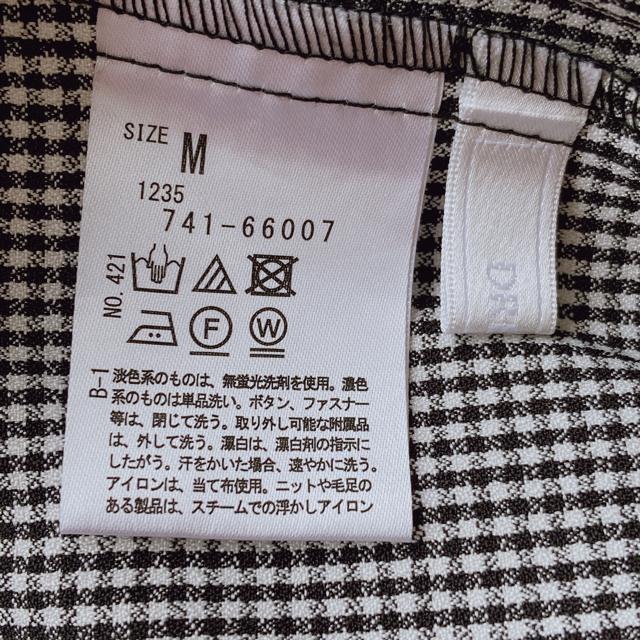 SIZE M
1235
741-66007
NO. 421
F W
B-1
淡色系のものは、無蛍光洗剤を使用。濃色
系のものは単品洗い。ボタン、ファスナー
等は、閉じて洗う。取り外し可能な附属品
は、外して洗う。漂白は、漂白剤の指示に
したがう。汗をかいた場合、速やかに洗う。
アイロンは、当て布使用。ニットや毛足の
ある製品は、スチームでの浮かしアイロン